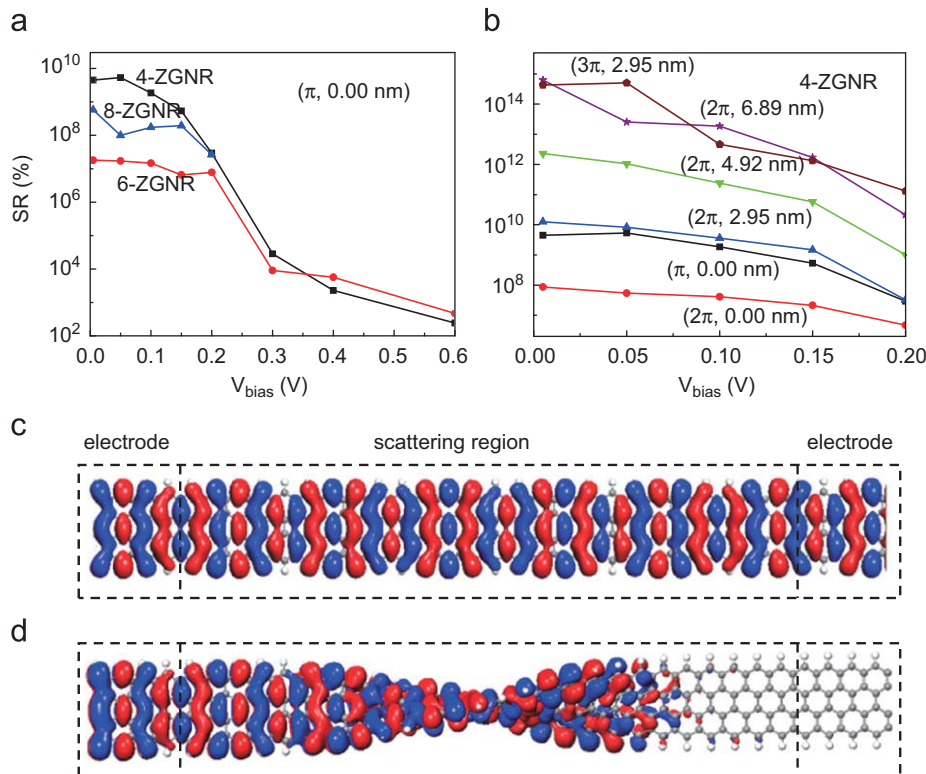 a
SR (%)
10^10
10^8
10^6
10^4
10^2
4-ZGNR
8-ZGNR
6-ZGNR
(π, 0.00 nm)
0.0 0.1 0.2 0.3 0.4 0.5 0.6
V_bias (V)
b
10^14
10^12
10^10
10^8
(3π, 2.95 nm)
4-ZGNR
(2π, 6.89 nm)
(2π, 4.92 nm)
(2π, 2.95 nm)
(π, 0.00 nm)
(2π, 0.00 nm)
0.00 0.05 0.10 0.15 0.20
V_bias (V)
c
electrode scattering region electrode
d